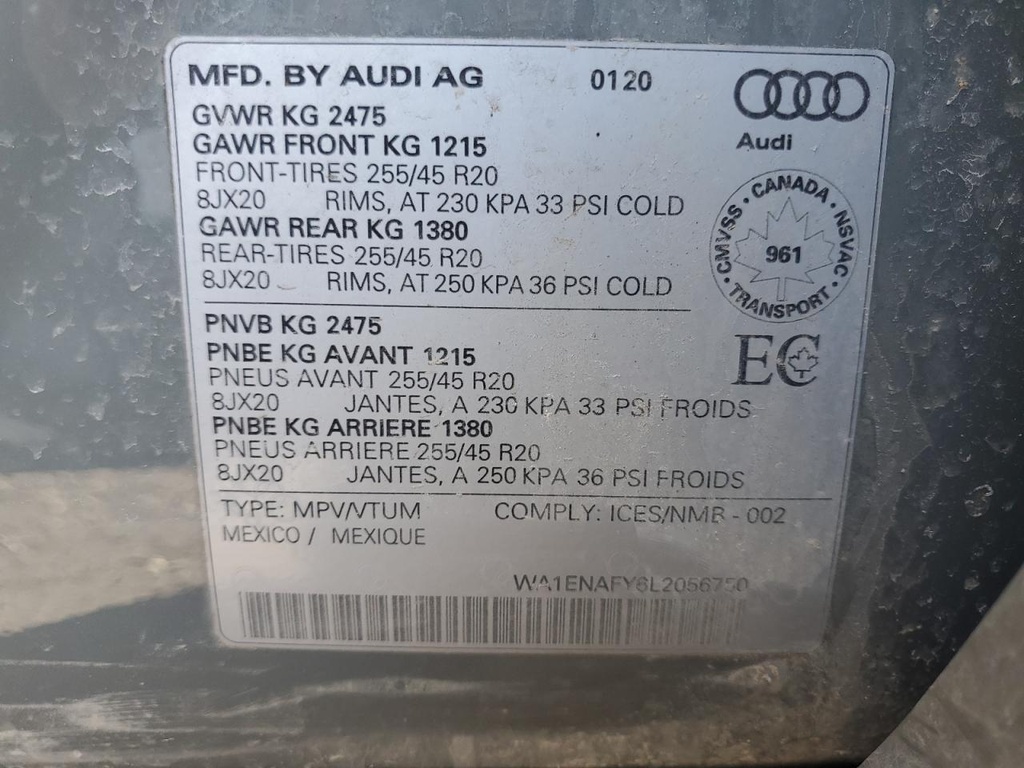 MFD. BY AUDI AG 0120
Audi
GVWR KG 2475
GAWR FRONT KG 1215
FRONT-TIRES 255/45 R20
8JX20 RIMS, AT 230 KPA 33 PSI COLD
GAWR REAR KG 1380
REAR-TIRES 255/45 R20
8JX20 RIMS, AT 250 KPA 36 PSI COLD
CMVSS · CANADA · NSVAC · TRANSPORT ·
961
EC
PNVB KG 2475
PNBE KG AVANT 1215
PNEUS AVANT 255/45 R20
8JX20 JANTES, A 230 KPA 33 PSI FROIDS
PNBE KG ARRIERE 1380
PNEUS ARRIERE 255/45 R20
8JX20 JANTES, A 250 KPA 36 PSI FROIDS
TYPE: MPV/VTUM COMPLY: ICES/NMB - 002
MEXICO / MEXIQUE
WA1ENAFY6L2056750